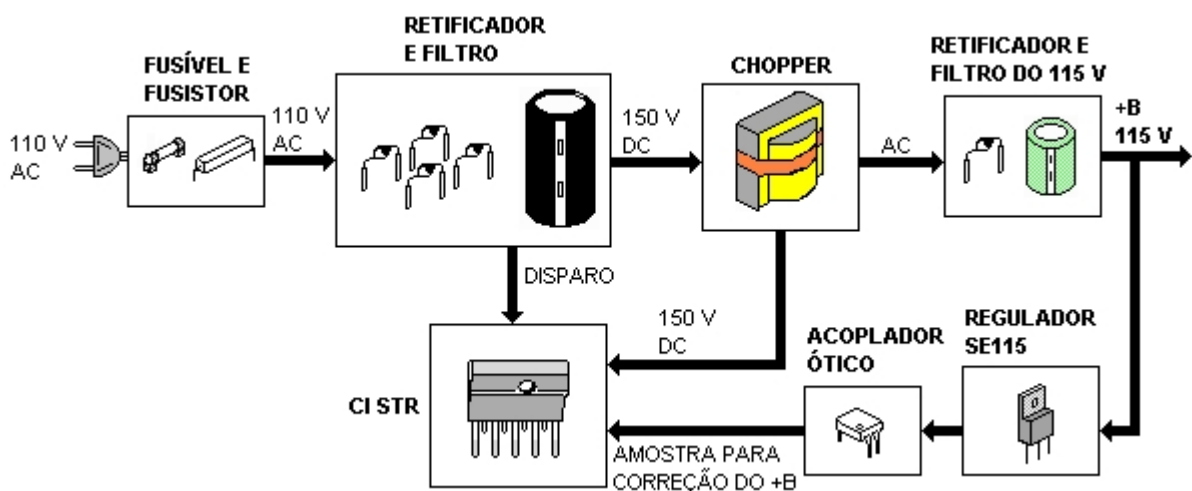 110 V
AC
FUSÍVEL E
FUSISTOR
110 V
AC
RETIFICADOR
E FILTRO
150 V
DC
CHOPPER
AC
RETIFICADOR E
FILTRO DO 115 V
+B
115 V
DISPARO
150 V
DC
CI STR
ACOPLADOR
ÓTICO
REGULADOR
SE115
AMOSTRA PARA
CORREÇÃO DO +B